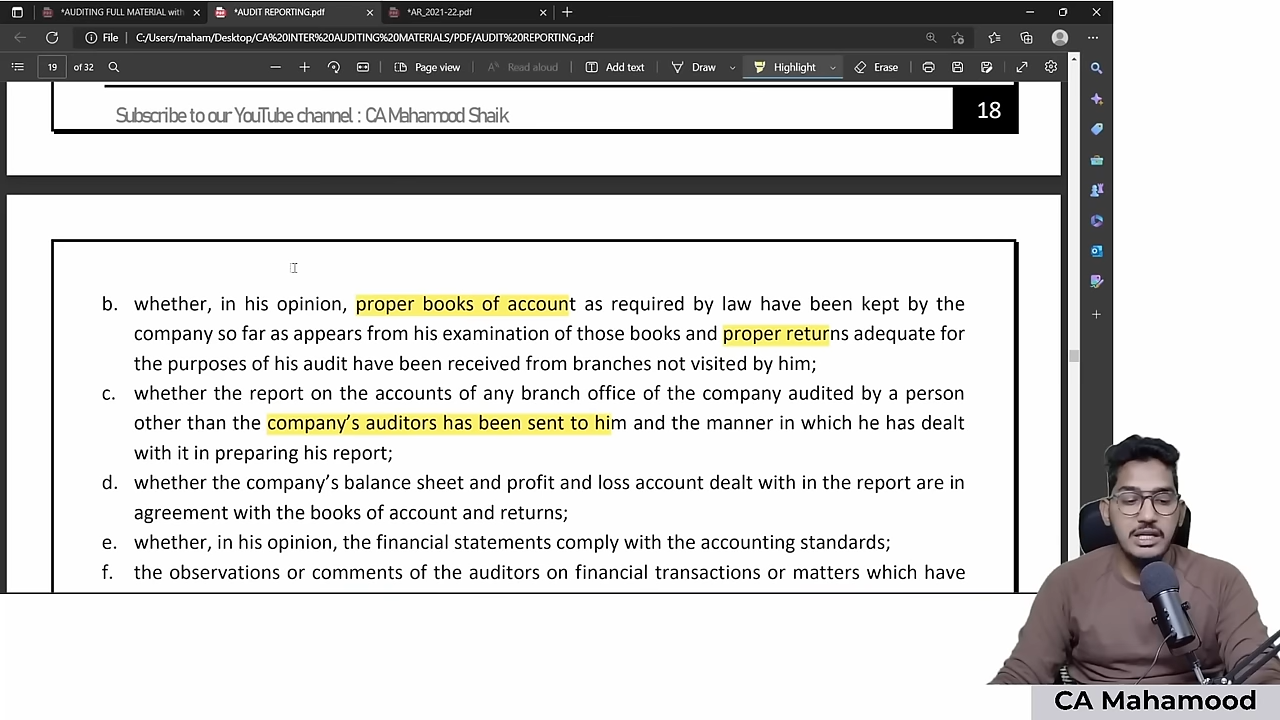 *AUDITING FULL MATERIAL with
*AUDIT REPORTING.pdf
*AR_2021-22.pdf
File
C:/Users/maham/Desktop/CA%20INTER%20AUDITING%20MATERIALS/PDF/AUDIT%20REPORTING.pdf
19 of 32
Page view
Read aloud
Add text
Draw
Highlight
Erase
Subscribe to our YouTube channel : CA Mahamood Shaik
18
b. whether, in his opinion, proper books of account as required by law have been kept by the
company so far as appears from his examination of those books and proper returns adequate for
the purposes of his audit have been received from branches not visited by him;
c. whether the report on the accounts of any branch office of the company audited by a person
other than the company's auditors has been sent to him and the manner in which he has dealt
with it in preparing his report;
d. whether the company's balance sheet and profit and loss account dealt with in the report are in
agreement with the books of account and returns;
e. whether, in his opinion, the financial statements comply with the accounting standards;
f. the observations or comments of the auditors on financial transactions or matters which have
CA Mahamood